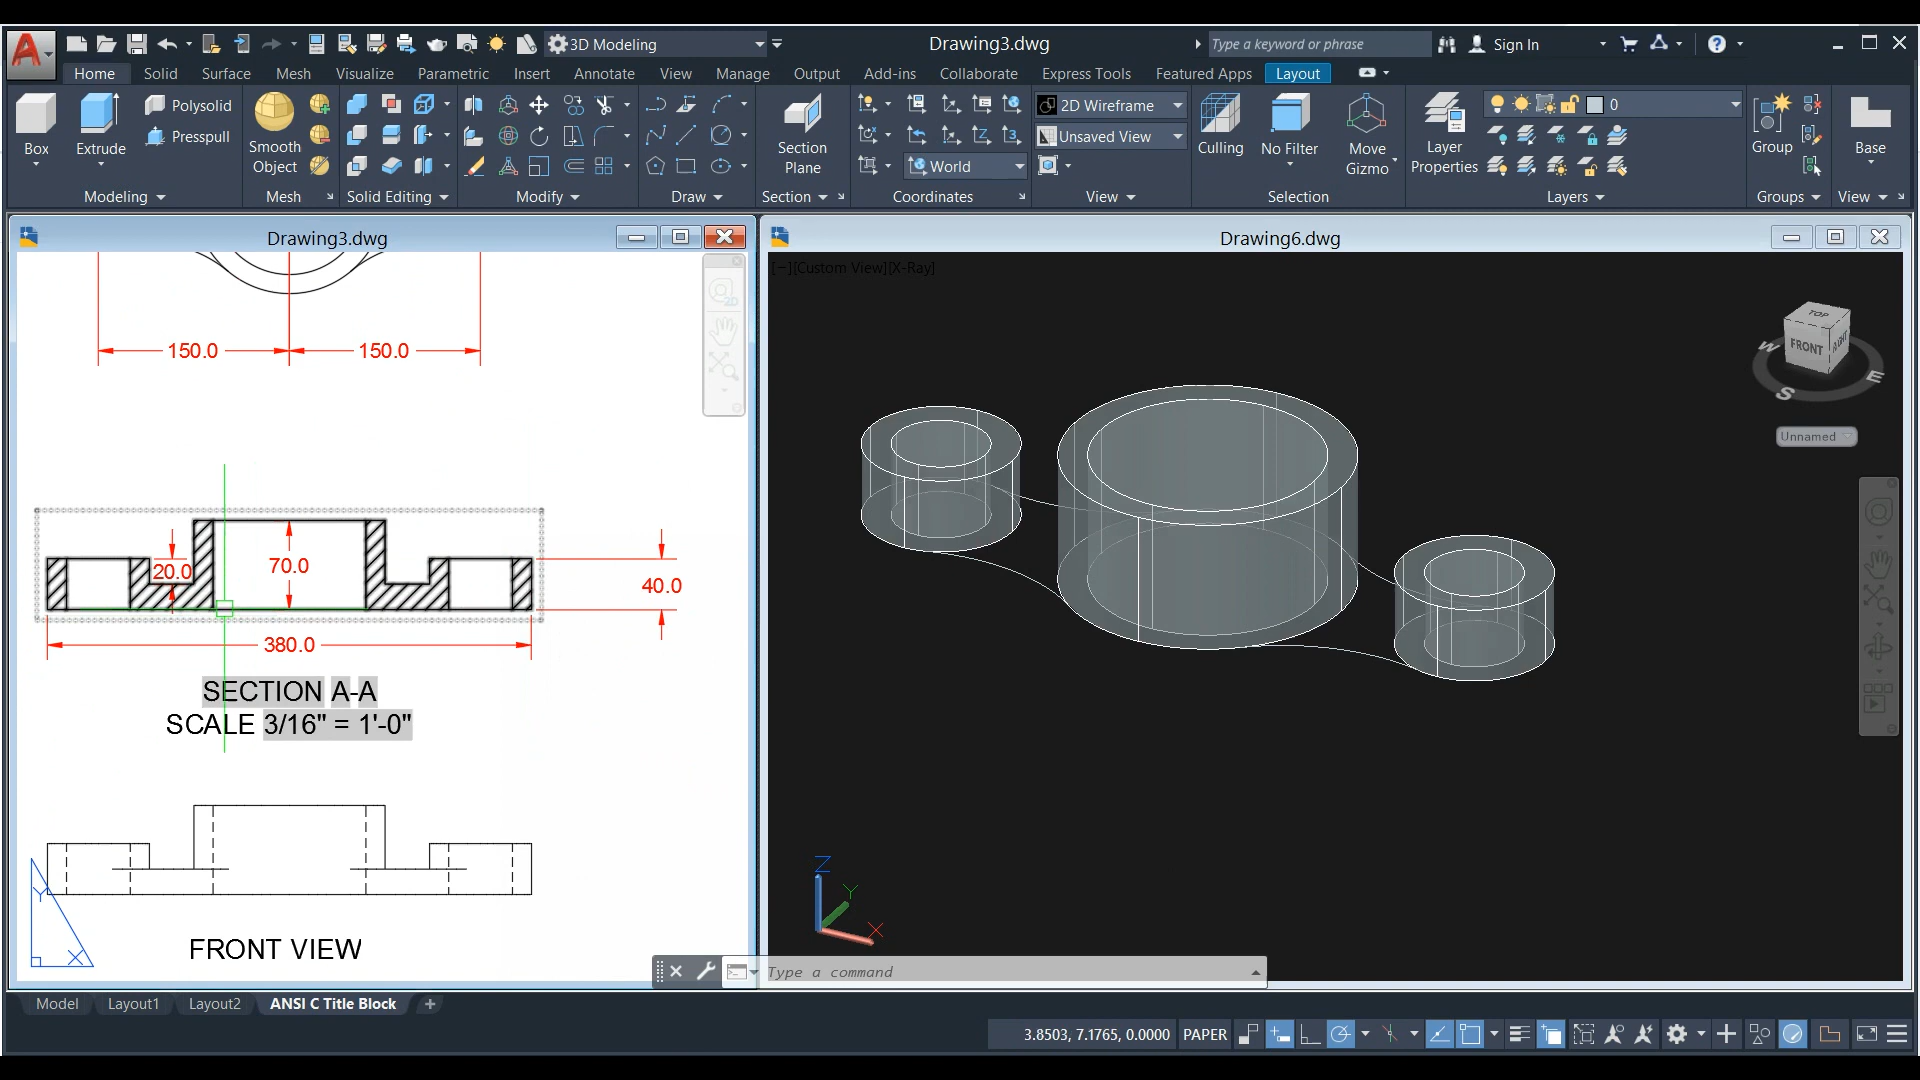 3D Modeling
Drawing3.dwg
Type a keyword or phrase
Sign In
Home Solid Surface Mesh Visualize Parametric Insert Annotate View Manage Output Add-ins Collaborate Express Tools Featured Apps Layout
Box
Extrude
Polysolid
Presspull
Smooth Object
Section Plane
World
2D Wireframe
Unsaved View
Culling
No Filter
Move Gizmo
Layer Properties
0
Group
Base
Modeling Mesh Solid Editing Modify Draw Section Coordinates View Selection Layers Groups View
Drawing3.dwg
150.0 150.0
20.0 70.0 40.0
380.0
SECTION A-A
SCALE 3/16" = 1'-0"
FRONT VIEW
Y
X
Drawing6.dwg
[−][Custom View][X-Ray]
TOP
FRONT
RIGHT
W
S
E
Unnamed
Z
Y
X
Type a command
Model Layout1 Layout2 ANSI C Title Block +
3.8503, 7.1765, 0.0000 PAPER